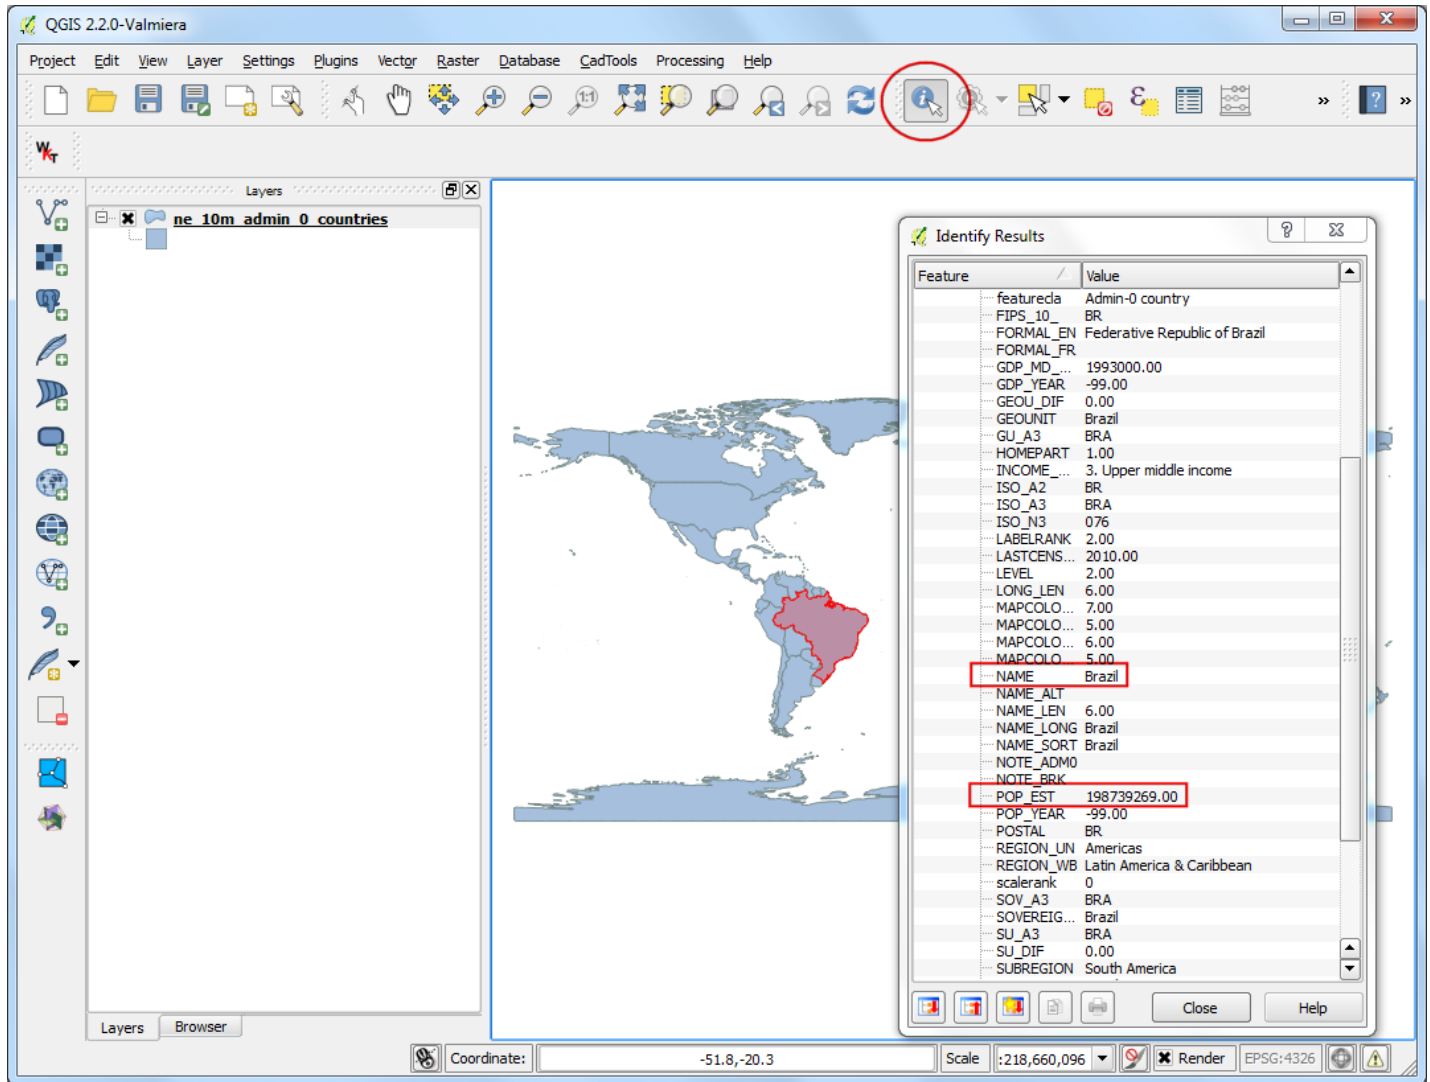 QGIS 2.2.0-Valmiera
Project Edit View Layer Settings Plugins Vector Raster Database CadTools Processing Help
1:1
WKT
Layers
ne_10m_admin_0_countries
Identify Results
Feature Value
featurecla Admin-0 country
FIPS_10_ BR
FORMAL_EN Federative Republic of Brazil
FORMAL_FR
GDP_MD_... 1993000.00
GDP_YEAR -99.00
GEOU_DIF 0.00
GEOUNIT Brazil
GU_A3 BRA
HOMEPART 1.00
INCOME_... 3. Upper middle income
ISO_A2 BR
ISO_A3 BRA
ISO_N3 076
LABELRANK 2.00
LASTCENS... 2010.00
LEVEL 2.00
LONG_LEN 6.00
MAPCOLO... 7.00
MAPCOLO... 5.00
MAPCOLO... 6.00
MAPCOLO... 5.00
NAME Brazil
NAME_ALT
NAME_LEN 6.00
NAME_LONG Brazil
NAME_SORT Brazil
NOTE_ADM0
NOTE_BRK
POP_EST 198739269.00
POP_YEAR -99.00
POSTAL BR
REGION_UN Americas
REGION_WB Latin America & Caribbean
scalerank 0
SOV_A3 BRA
SOVEREIG... Brazil
SU_A3 BRA
SU_DIF 0.00
SUBREGION South America
Close Help
Layers Browser
Coordinate: -51.8,-20.3 Scale :218,660,096 Render EPSG:4326